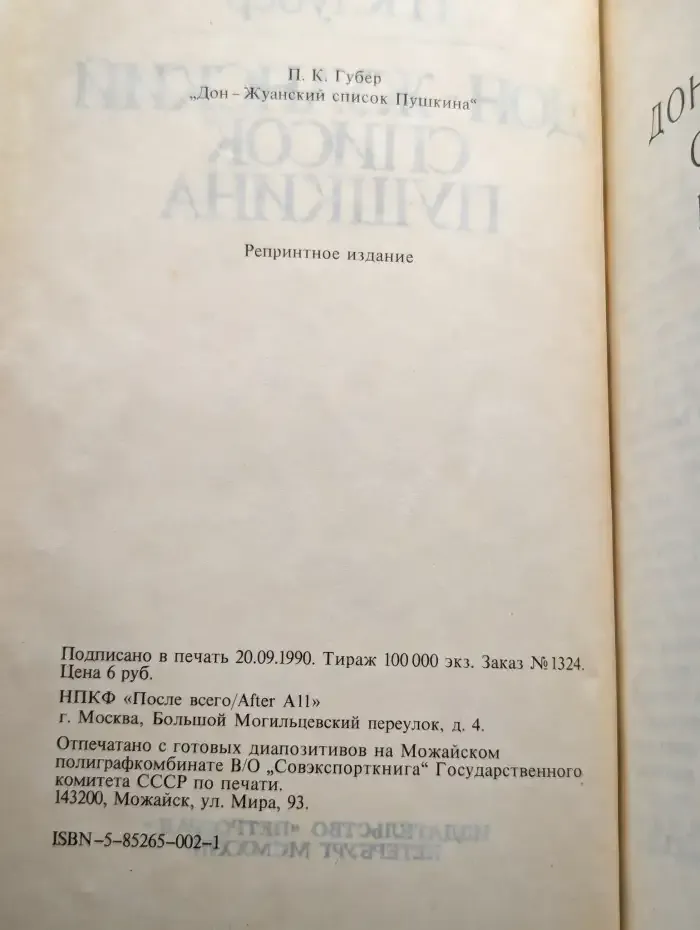 П. К. Губер
„Дон – Жуанский список Пушкина“
Репринтное издание
Подписано в печать 20.09.1990. Тираж 100 000 экз. Заказ № 1324.
Цена 6 руб.
НПКФ «После всего/After All»
г. Москва, Большой Могильцевский переулок, д. 4.
Отпечатано с готовых диапозитивов на Можайском
полиграфкомбинате В/О „Совэкспорткнига“ Государственного
комитета СССР по печати.
143200, Можайск, ул. Мира, 93.
ISBN–5–85265–002–1